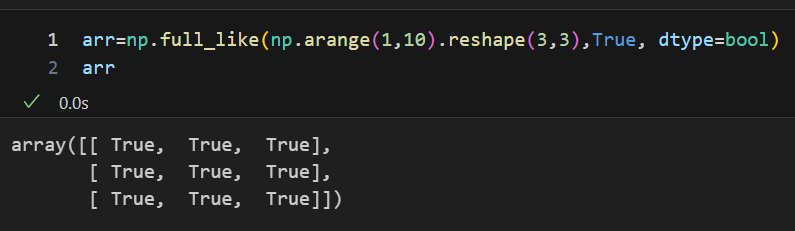 1 arr=np.full_like(np.arange(1,10).reshape(3,3),True, dtype=bool)
2 arr
✓ 0.0s
array([[ True,  True,  True],
       [ True,  True,  True],
       [ True,  True,  True]])